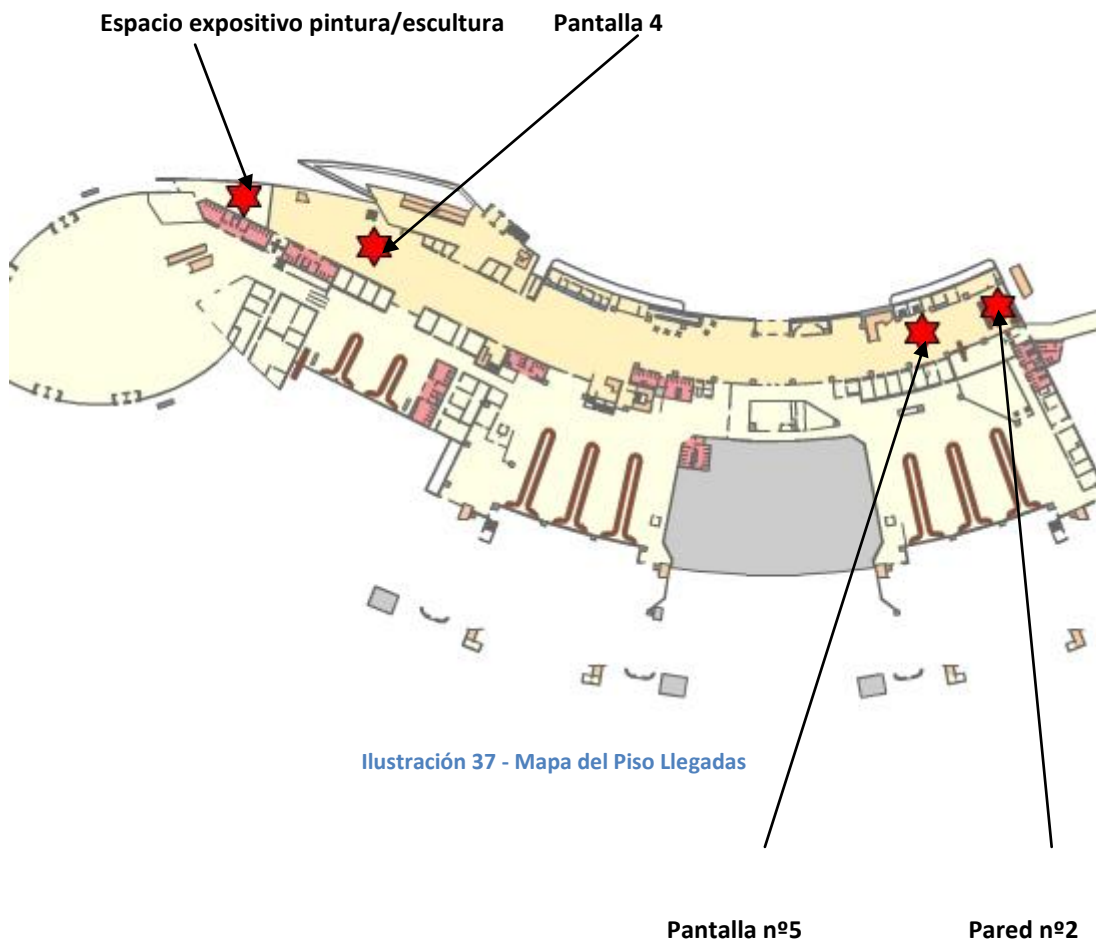 Espacio expositivo pintura/escultura Pantalla 4
Ilustración 37 - Mapa del Piso Llegadas
Pantalla nº5 Pared nº2